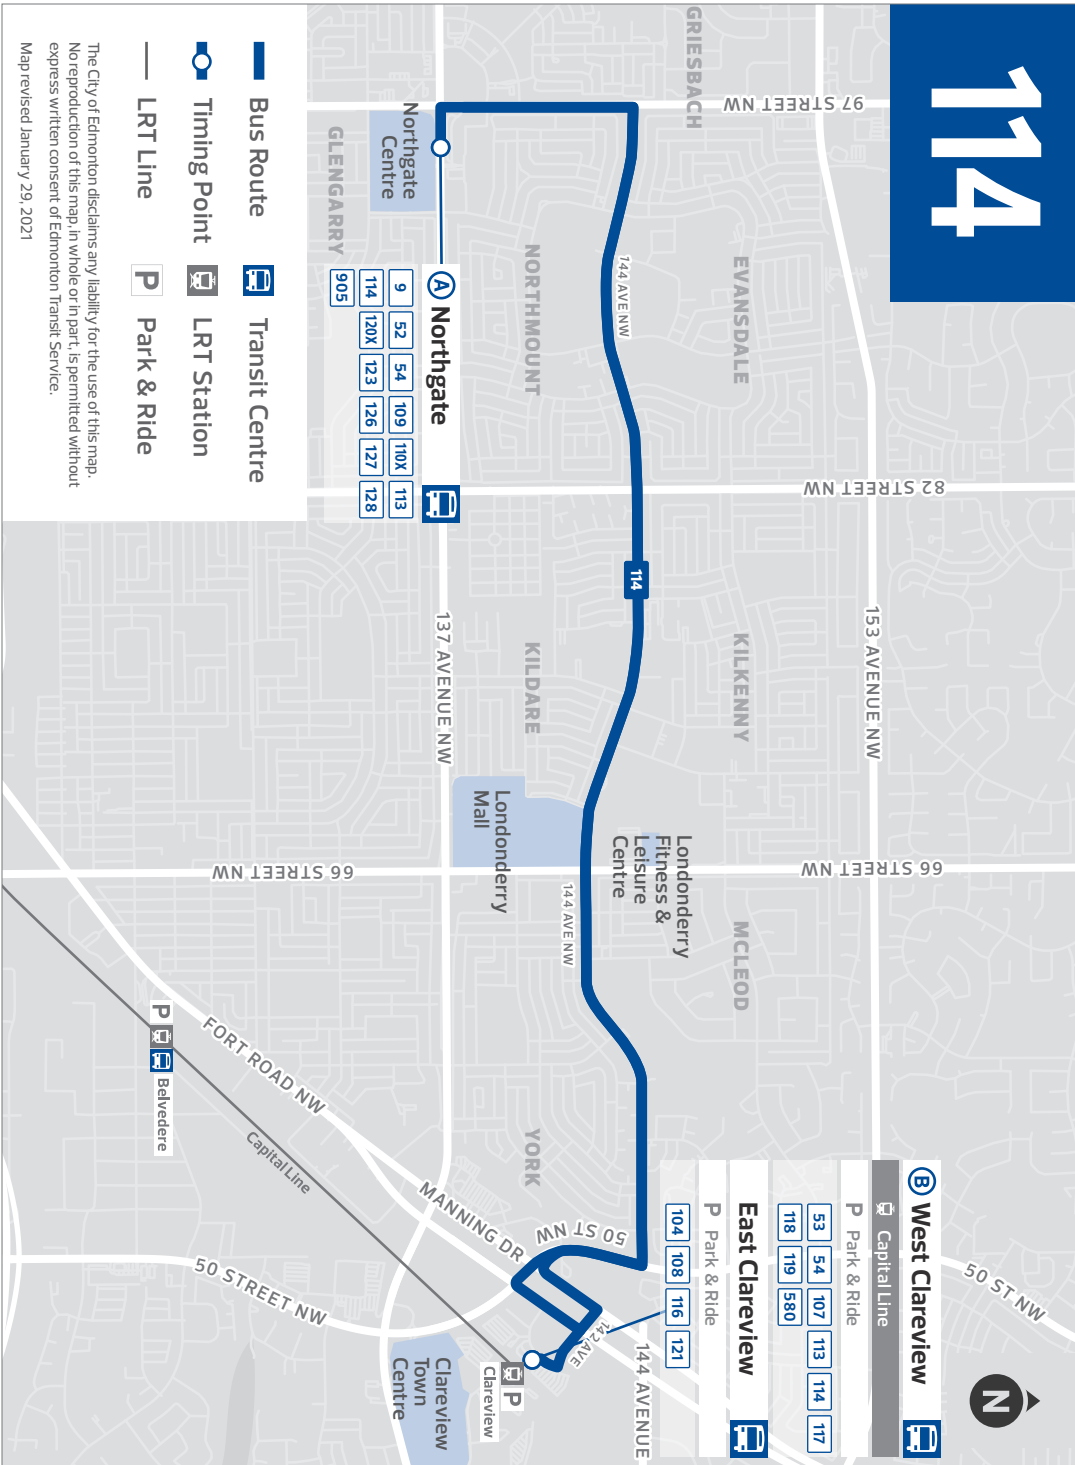 114
GRIESBACH
97 STREET NW
EVANSDALE
82 STREET NW
153 AVENUE NW
144 AVE NW
NORTHMOUNT
Northgate
Centre
GLENGARRY
A Northgate
9 52 54 109 110X 113
114 120X 123 126 127 128
905
114
KILKENNY
KILDARE
137 AVENUE NW
Londonderry
Mall
Londonderry
Fitness &
Leisure
Centre
66 STREET NW
66 STREET NW
144 AVE NW
MCLEOD
YORK
FORT ROAD NW
P Belvedere
Capital Line
MANNING DR
50 ST NW
50 STREET NW
50 ST NW
142 AVE
144 AVENUE
P
Clareview
Clareview
Town
Centre
B West Clareview
Capital Line
P Park & Ride
53 54 107 113 114 117
118 119 580
East Clareview
P Park & Ride
104 108 116 121
N
Bus Route
Timing Point
LRT Line
Transit Centre
LRT Station
P Park & Ride
The City of Edmonton disclaims any liability for the use of this map.
No reproduction of this map, in whole or in part, is permitted without
express written consent of Edmonton Transit Service.
Map revised January 29, 2021